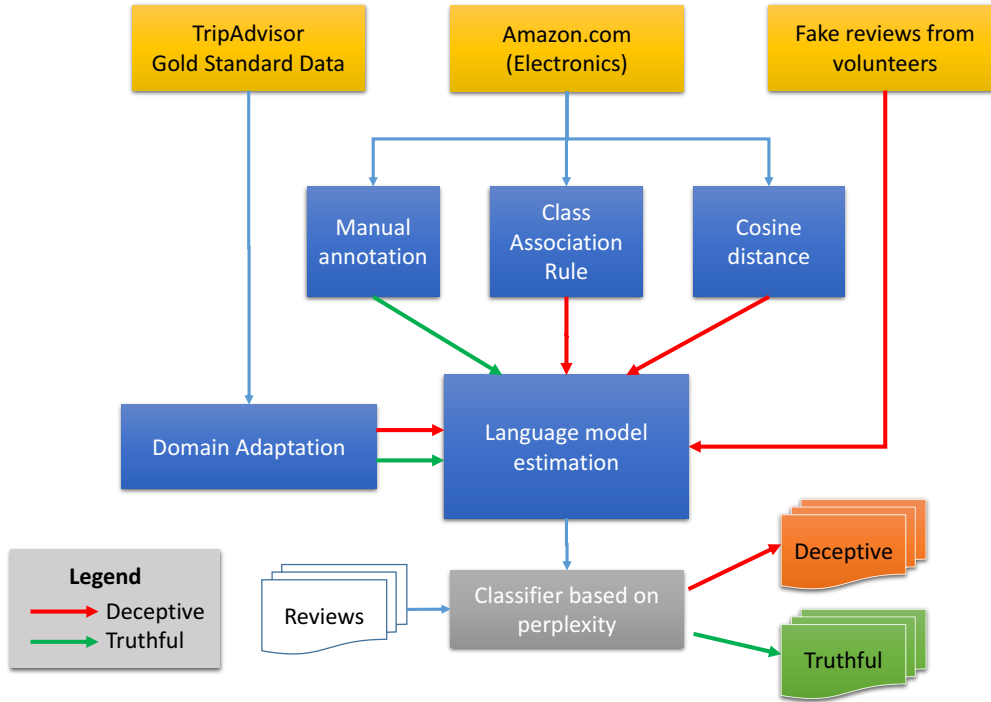 TripAdvisor
Gold Standard Data
Amazon.com
(Electronics)
Fake reviews from
volunteers
Manual
annotation
Class
Association
Rule
Cosine
distance
Domain Adaptation
Language model
estimation
Legend
Deceptive
Truthful
Reviews
Classifier based on
perplexity
Deceptive
Truthful